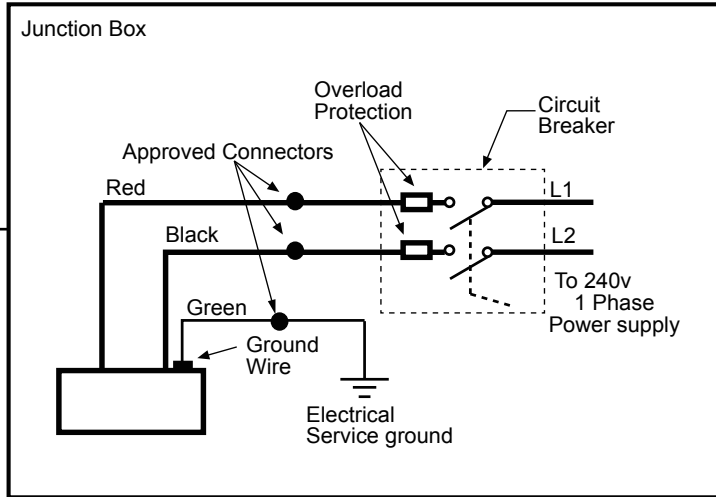 Junction Box
Overload
Protection
Circuit
Breaker
Approved Connectors
Red
L1
Black
L2
To 240v
1 Phase
Power supply
Green
Ground
Wire
Electrical
Service ground